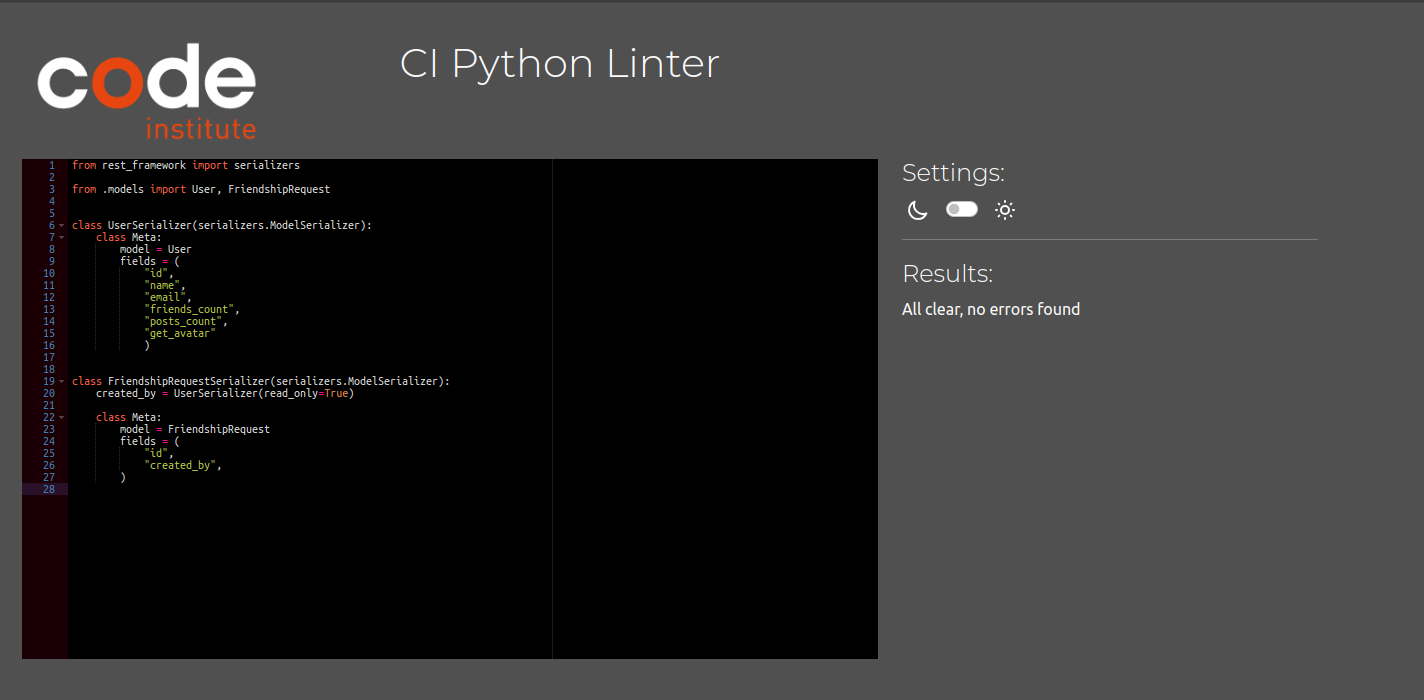 code
institute
CI Python Linter
1 from rest_framework import serializers
2
3 from .models import User, FriendshipRequest
4
5
6 class UserSerializer(serializers.ModelSerializer):
7     class Meta:
8         model = User
9         fields = (
10             "id",
11             "name",
12             "email",
13             "friends_count",
14             "posts_count",
15             "get_avatar"
16             )
17
18
19 class FriendshipRequestSerializer(serializers.ModelSerializer):
20     created_by = UserSerializer(read_only=True)
21
22     class Meta:
23         model = FriendshipRequest
24         fields = (
25             "id",
26             "created_by",
27         )
28
Settings:
Results:
All clear, no errors found